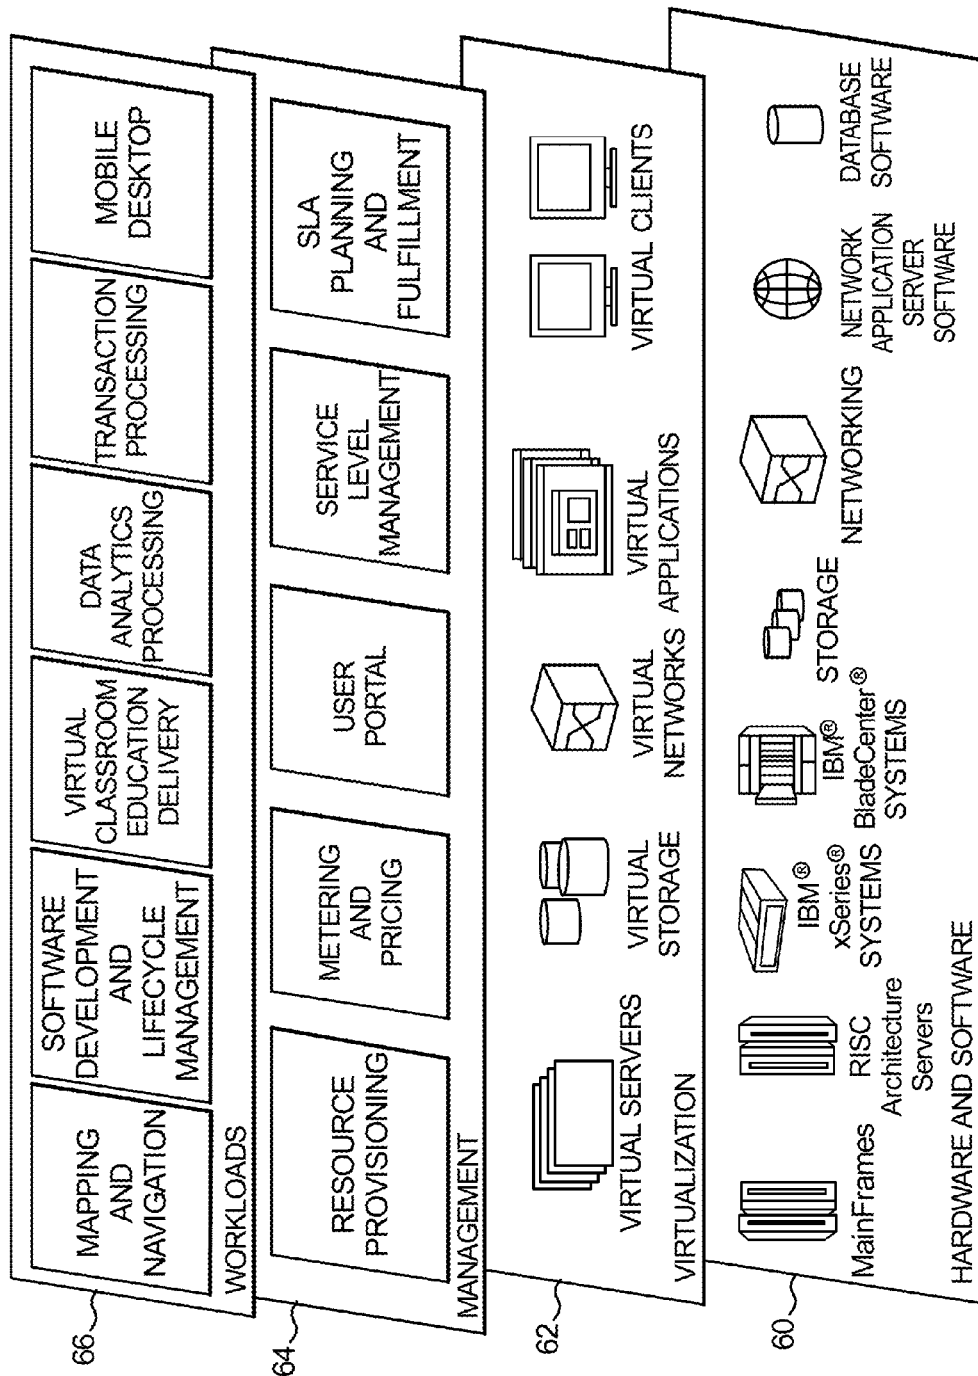 66
MAPPING
AND
NAVIGATION
SOFTWARE
DEVELOPMENT
AND
LIFECYCLE
MANAGEMENT
VIRTUAL
CLASSROOM
EDUCATION
DELIVERY
DATA
ANALYTICS
PROCESSING
TRANSACTION
PROCESSING
MOBILE
DESKTOP
WORKLOADS
64
RESOURCE
PROVISIONING
METERING
AND
PRICING
USER
PORTAL
SERVICE
LEVEL
MANAGEMENT
SLA
PLANNING
AND
FULFILLMENT
MANAGEMENT
62
VIRTUAL SERVERS
VIRTUAL
STORAGE
VIRTUAL
NETWORKS
VIRTUAL
APPLICATIONS
VIRTUAL CLIENTS
VIRTUALIZATION
60
MainFrames
RISC
Architecture
Servers
IBM®
xSeries®
SYSTEMS
IBM®
BladeCenter®
SYSTEMS
STORAGE
NETWORKING
NETWORK
APPLICATION
SERVER
SOFTWARE
DATABASE
SOFTWARE
HARDWARE AND SOFTWARE